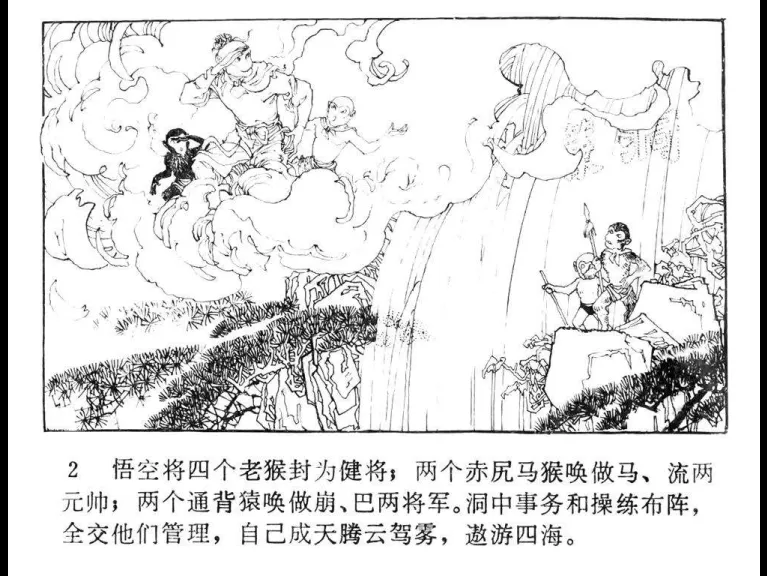 2 悟空将四个老猴封为健将；两个赤尻马猴唤做马、流两
元帅；两个通背猿唤做崩、巴两将军。洞中事务和操练布阵，
全交他们管理，自己成天腾云驾雾，遨游四海。